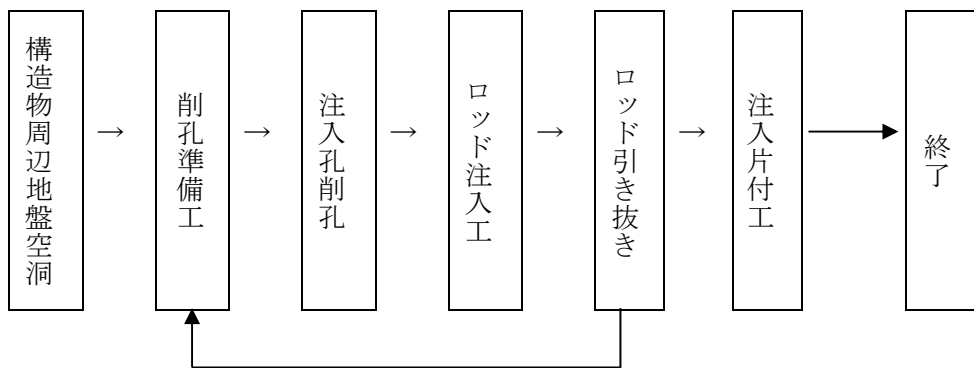 構造物周辺地盤空洞
→
削孔準備工
→
注入孔削孔
→
ロッド注入工
→
ロッド引き抜き
→
注入片付工
終了